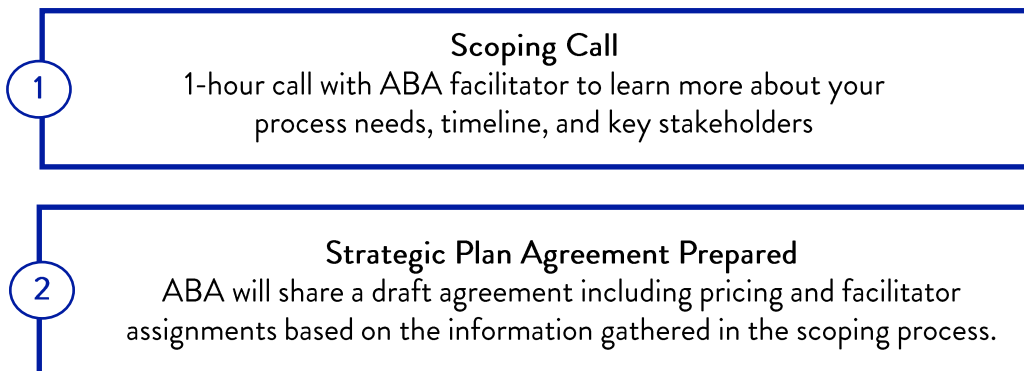 Scoping Call
1
1-hour call with ABA facilitator to learn more about your
process needs, timeline, and key stakeholders
Strategic Plan Agreement Prepared
2
ABA will share a draft agreement including pricing and facilitator
assignments based on the information gathered in the scoping process.